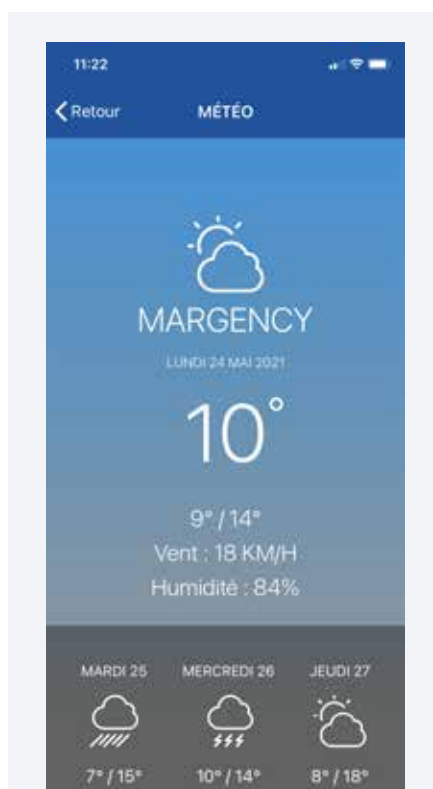 11:22
Retour MÉTÉO
MARGENCY
LUNDI 24 MAI 2021
10°
9° / 14°
Vent : 18 KM/H
Humidité : 84%
MARDI 25 MERCREDI 26 JEUDI 27
7° / 15° 10° / 14° 8° / 18°